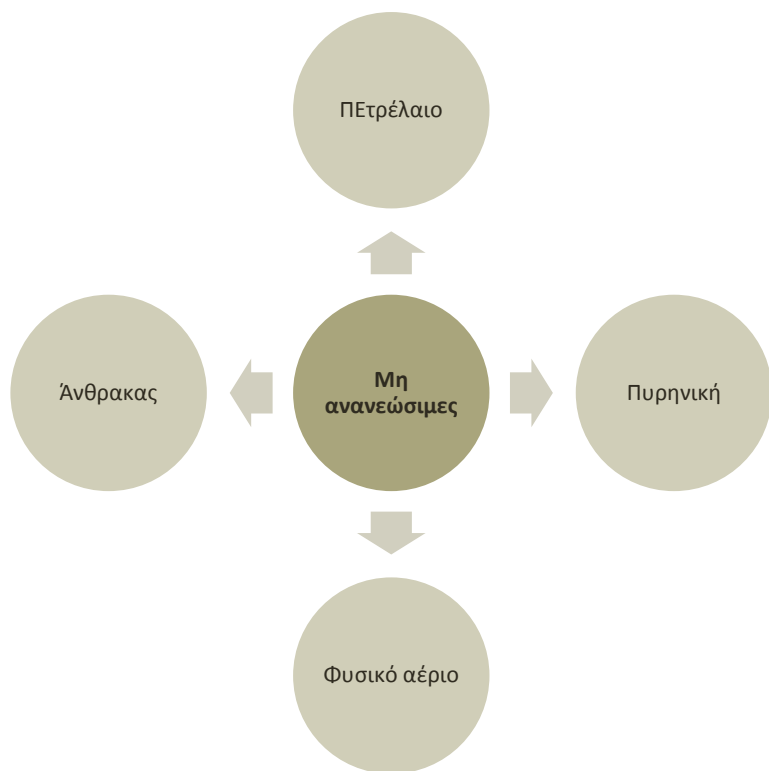 ΠΕτρέλαιο
Άνθρακας
Μη
ανανεώσιμες
Πυρηνική
Φυσικό αέριο